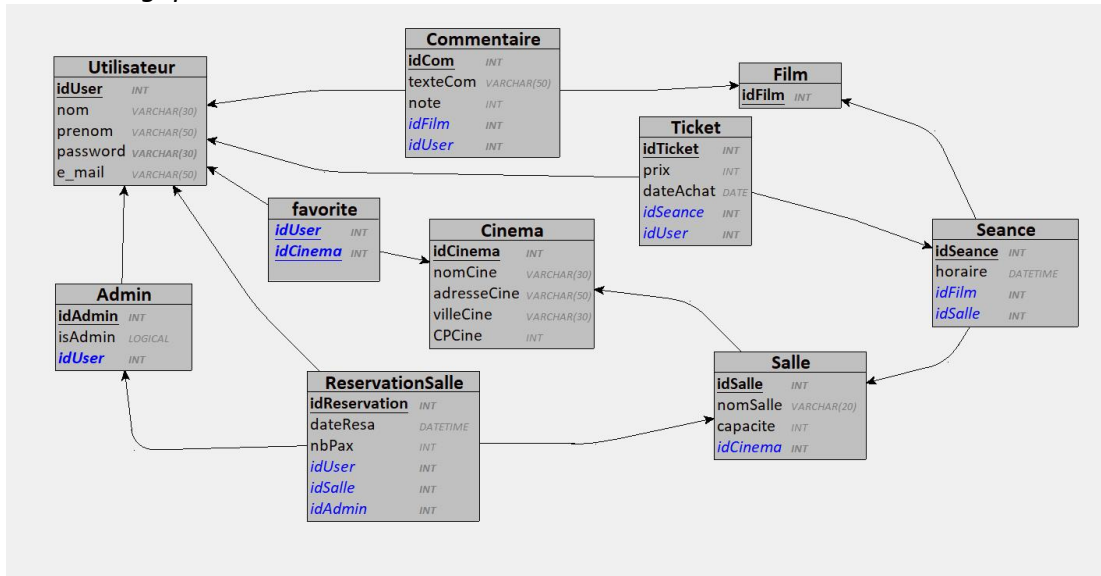 Utilisateur
idUser INT
nom VARCHAR(30)
prenom VARCHAR(50)
password VARCHAR(30)
e_mail VARCHAR(50)
Commentaire
idCom INT
texteCom VARCHAR(50)
note INT
idFilm INT
idUser INT
Film
idFilm INT
Ticket
idTicket INT
prix INT
dateAchat DATE
idSeance INT
idUser INT
favorite
idUser INT
idCinema INT
Cinema
idCinema INT
nomCine VARCHAR(30)
adresseCine VARCHAR(50)
villeCine VARCHAR(30)
CPCine INT
Seance
idSeance INT
horaire DATETIME
idFilm INT
idSalle INT
Admin
idAdmin INT
isAdmin LOGICAL
idUser INT
ReservationSalle
idReservation INT
dateResa DATETIME
nbPax INT
idUser INT
idSalle INT
idAdmin INT
Salle
idSalle INT
nomSalle VARCHAR(20)
capacite INT
idCinema INT